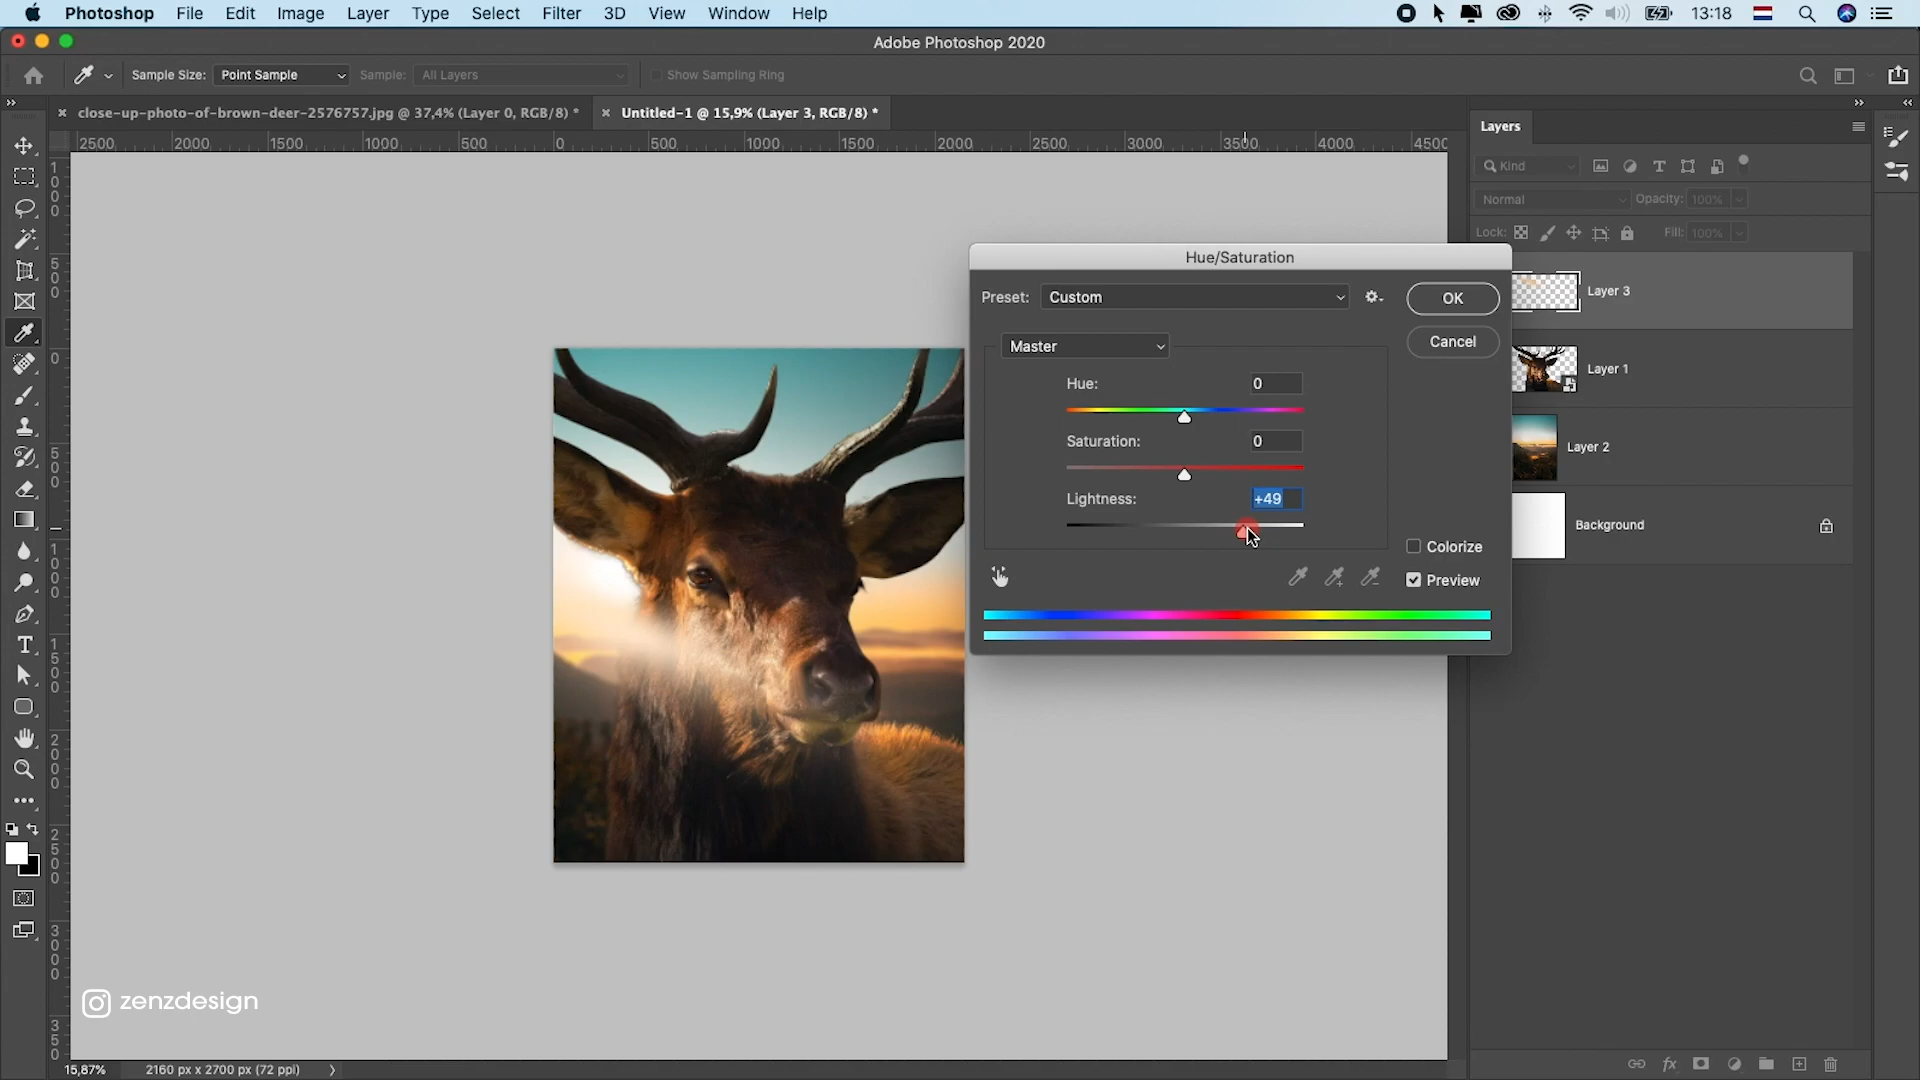 Photoshop File Edit Image Layer Type Select Filter 3D View Window Help 13:18
Adobe Photoshop 2020
Sample Size: Point Sample Sample: All Layers Show Sampling Ring
close-up-photo-of-brown-deer-2576757.jpg @ 37,4% (Layer 0, RGB/8) * Untitled-1 @ 15,9% (Layer 3, RGB/8) *
2500 2000 1500 1000 500 0 500 1000 1500 2000 2500 3000 3500 4000 4500
Layers
Kind
Normal Opacity: 100%
Lock: Fill: 100%
Hue/Saturation
Preset: Custom OK
Layer 3
Master Cancel
Layer 1
Hue: 0
Saturation: 0
Layer 2
Lightness: +49
Background
Colorize
Preview
zenzdesign
15,87% 2160 px x 2700 px (72 ppi)